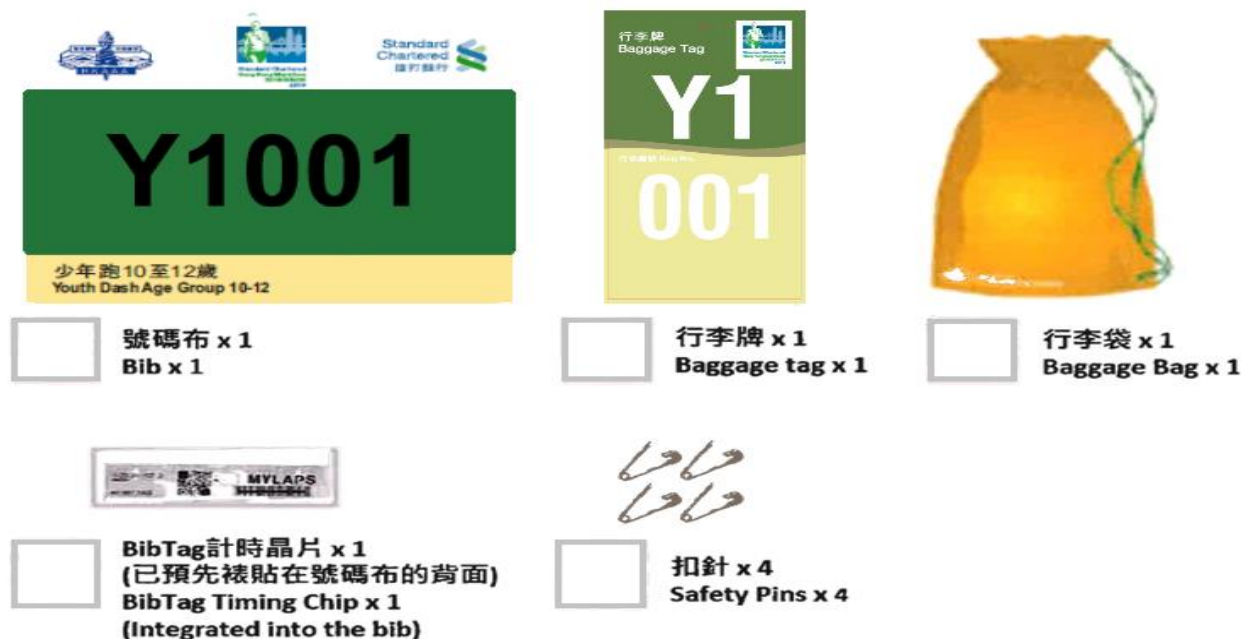 Standard
Chartered
渣打銀行
Y1001
少年跑10至12歲
Youth Dash Age Group 10-12
號碼布 x 1
Bib x 1
行李牌
Baggage Tag
Y1
001
行李牌 x 1
Baggage tag x 1
行李袋 x 1
Baggage Bag x 1
MYLAPS
BibTag計時晶片 x 1
(已預先裱貼在號碼布的背面)
BibTag Timing Chip x 1
(Integrated into the bib)
扣針 x 4
Safety Pins x 4